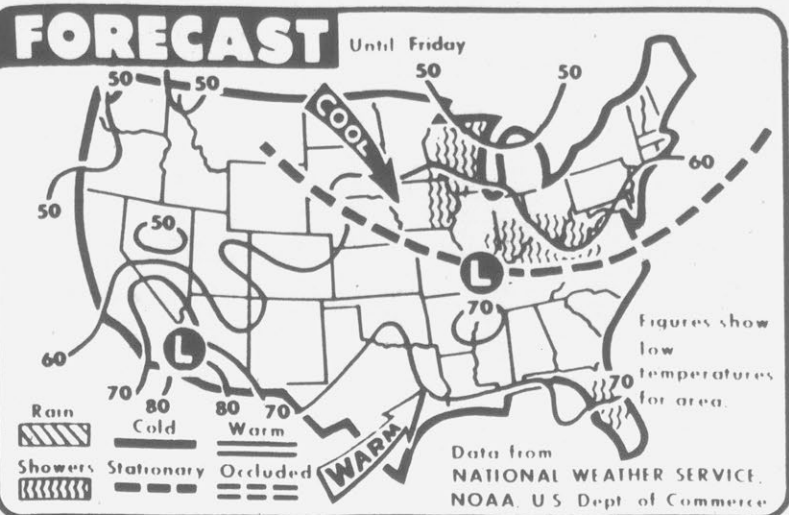 FORECAST
Until Friday
50 50 50 50
COOL
60
50
50
L
70
60
L
Figures show
low
temperatures
for area.
70
70 80 80 70
WARM
Rain
Cold Warm
Showers Stationary Occluded
Data from
NATIONAL WEATHER SERVICE,
NOAA, U S Dept of Commerce